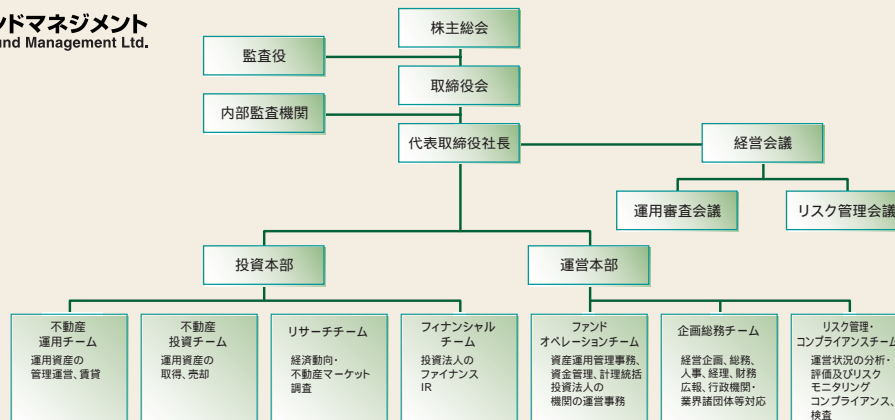 ンドマネジメント
und Management Ltd.
株主総会
監査役
取締役会
内部監査機関
代表取締役社長
経営会議
運用審査会議
リスク管理会議
投資本部
運営本部
不動産
運用チーム
運用資産の
管理運営、賃貸
不動産
投資チーム
運用資産の
取得、売却
リサーチチーム
経済動向・
不動産マーケット
調査
フィナンシャル
チーム
投資法人の
ファイナンス
IR
ファンド
オペレーションチーム
資産運用管理事務、
資金管理、計理統括
投資法人の
機関の運営事務
企画総務チーム
経営企画、総務、
人事、経理、財務
広報、行政機関・
業界諸団体等対応
リスク管理・
コンプライアンスチーム
運営状況の分析・
評価及びリスク
モニタリング
コンプライアンス、
検査